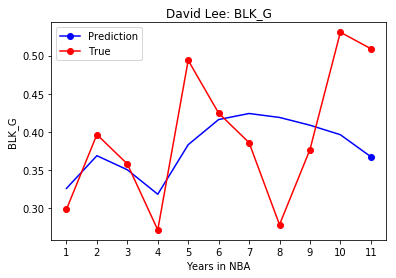 David Lee: BLK_G
Prediction
True
BLK_G
0.50
0.45
0.40
0.35
0.30
1 2 3 4 5 6 7 8 9 10 11
Years in NBA